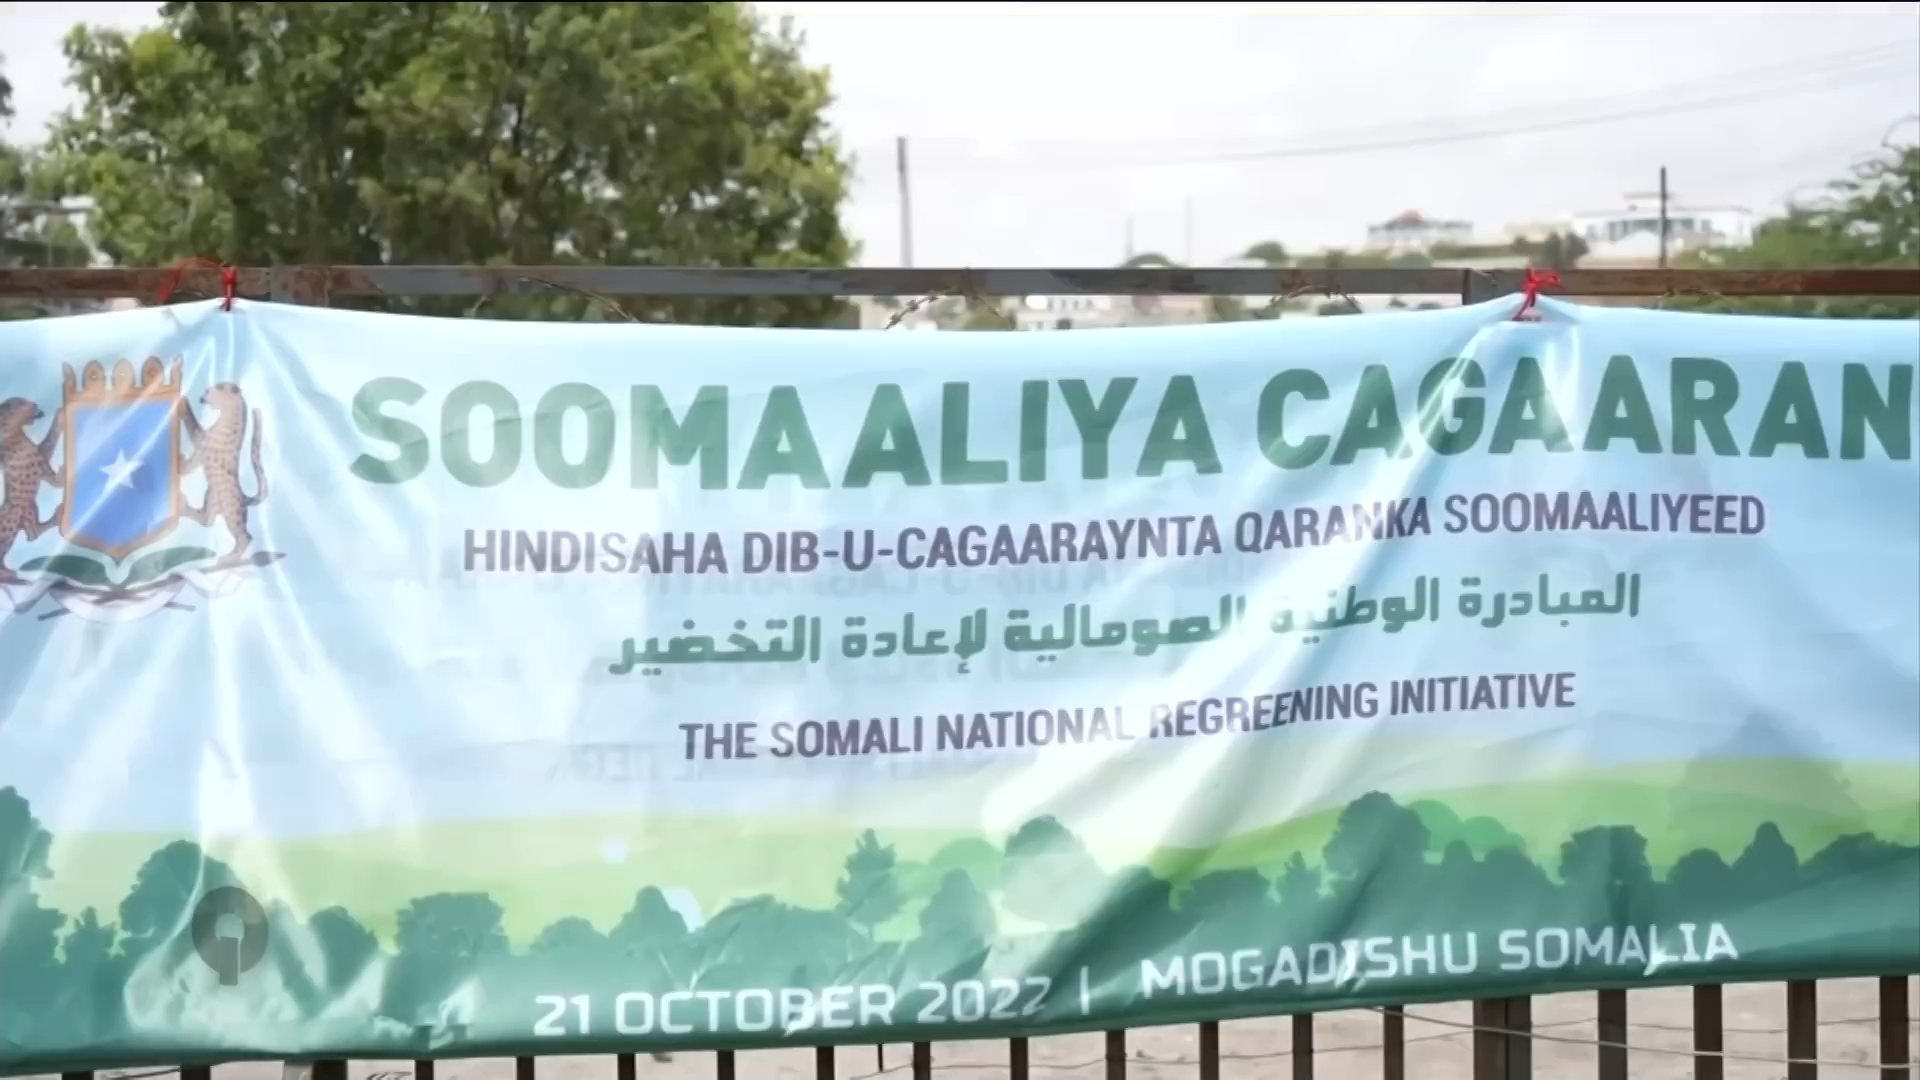 SOOMAALIYA CAGAARAN
HINDISAHA DIB-U-CAGAARAYNTA QARANKA SOOMAALIYEED
المبادرة الوطنية الصومالية لإعادة التخضير
THE SOMALI NATIONAL REGREENING INITIATIVE
21 OCTOBER 2022 | MOGADISHU SOMALIA